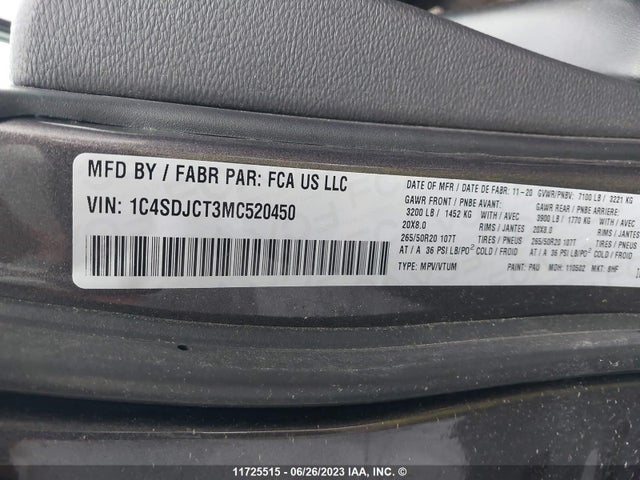 MFD BY / FABR PAR: FCA US LLC
VIN: 1C4SDJCT3MC520450
DATE OF MFR / DATE DE FABR: 11-20 GVWR/PNBV: 7100 LB / 3221 KG
GAWR FRONT / PNBE AVANT: GAWR REAR / PNBE ARRIERE:
3200 LB / 1452 KG 3900 LB / 1770 KG
20X8.0 RIMS / JANTES 20X8.0 RIMS / JANTES
265/50R20 107T TIRES / PNEUS 265/50R20 107T TIRES / PNEUS
AT / A 36 PSI LB/PO² COLD / FROID AT / A 36 PSI LB/PO² COLD / FROID
TYPE: MPV/VTUM PAINT: PAU MDH: 110502 MKT: 9HF
11725515 - 06/26/2023 IAA, Inc. ©